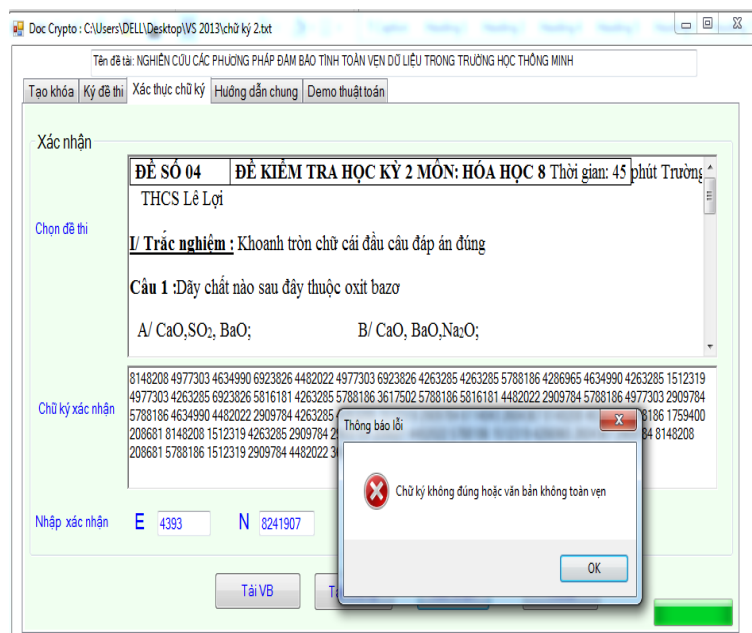 Doc Crypto : C:\Users\DELL\Desktop\VS 2013\chữ ký 2.txt
Tên đề tài: NGHIÊN CỨU CÁC PHƯƠNG PHÁP ĐẢM BẢO TÍNH TOÀN VẸN DỮ LIỆU TRONG TRƯỜNG HỌC THÔNG MINH
Tạo khóa Ký đề thi Xác thực chữ ký Hướng dẫn chung Demo thuật toán
Xác nhận
ĐỀ SỐ 04 ĐỀ KIỂM TRA HỌC KỲ 2 MÔN: HÓA HỌC 8 Thời gian: 45 phút Trường
THCS Lê Lợi
Chọn đề thi
I/ Trắc nghiệm : Khoanh tròn chữ cái đầu câu đáp án đúng
Câu 1 :Dãy chất nào sau đây thuộc oxit bazơ
A/ CaO,SO₂, BaO; B/ CaO, BaO,Na₂O;
Chữ ký xác nhận
8148208 4977303 4634990 6923826 4482022 4977303 6923826 4263285 4263285 5788186 4286965 4634990 4263285 1512319
4977303 4263285 6923826 5816181 4263285 5788186 3617502 5788186 5816181 4482022 2909784 5788186 4977303 2909784
5788186 4634990 4482022 2909784 4263285 8186 1759400
208681 8148208 1512319 4263285 2909784 84 8148208
208681 5788186 1512319 2909784 4482022
Thông báo lỗi
Chữ ký không đúng hoặc văn bản không toàn vẹn
OK
Nhập xác nhận E 4393 N 8241907
Tải VB